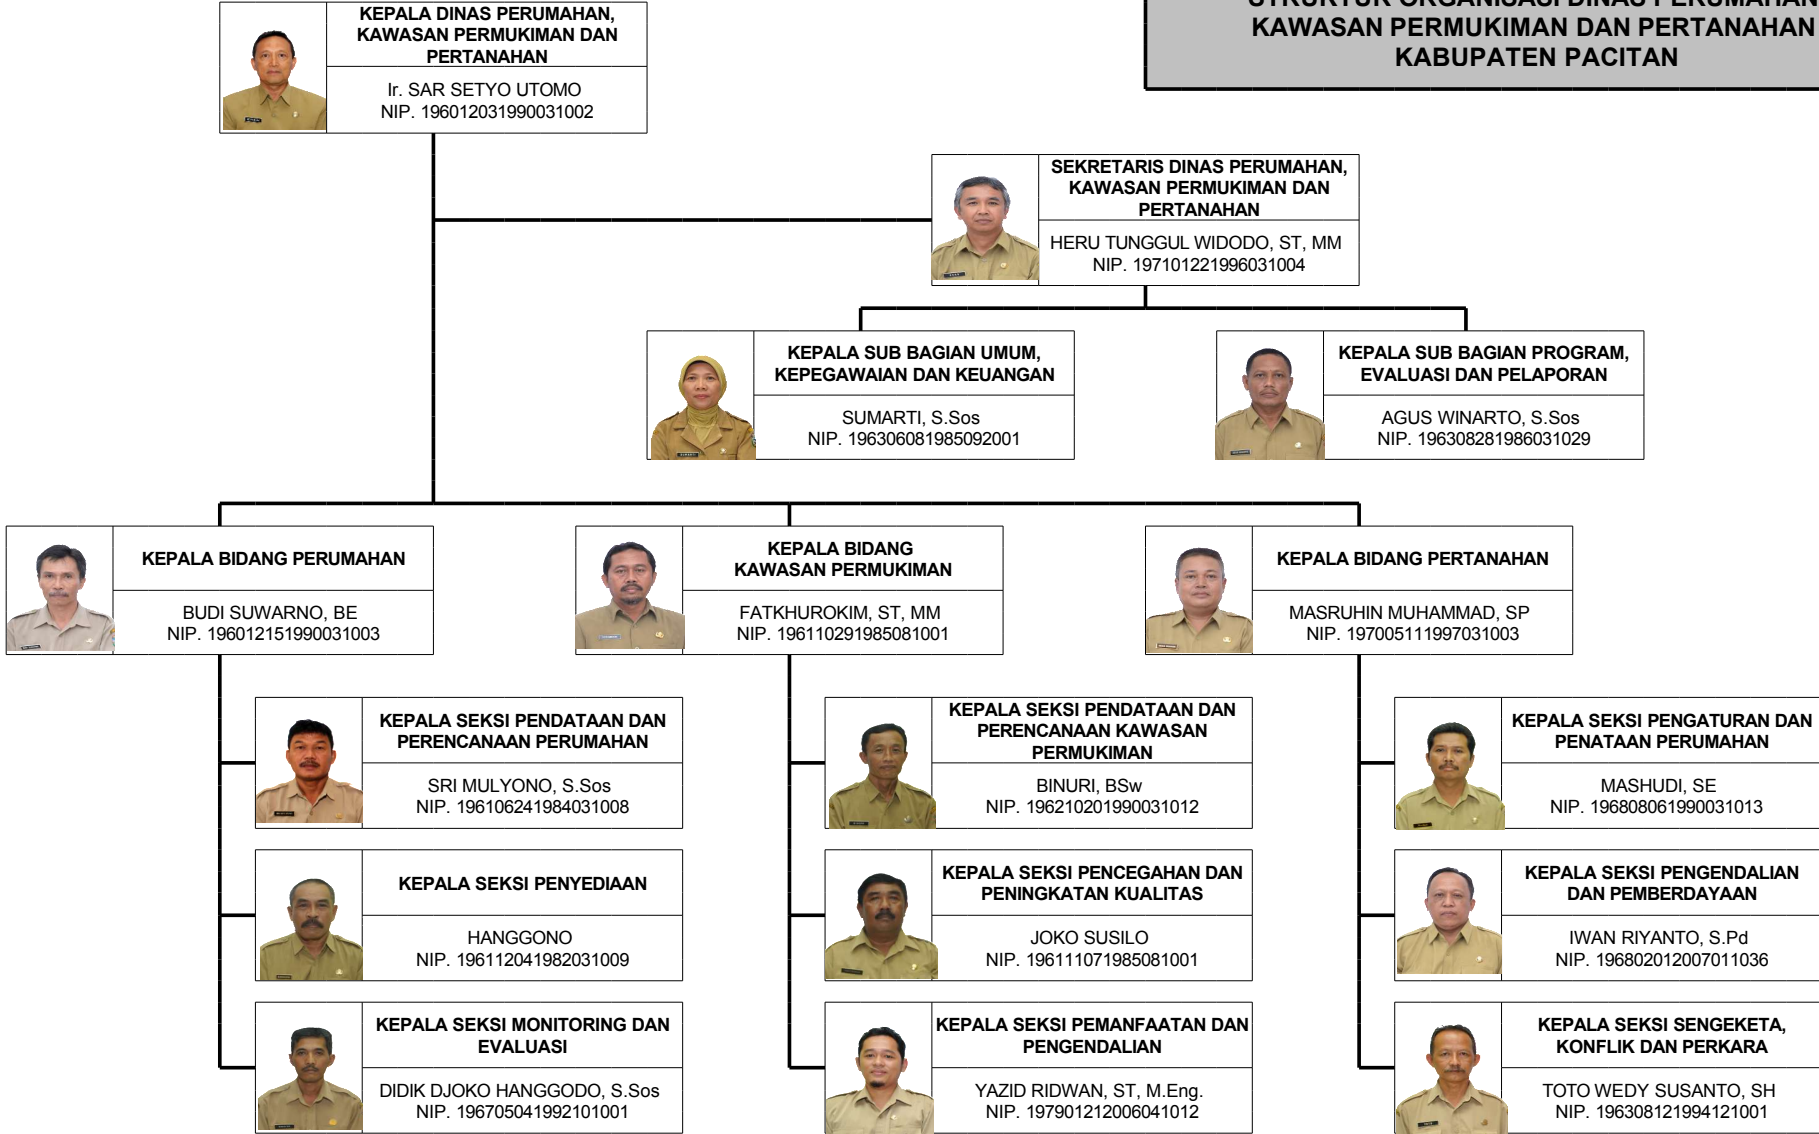 STRUKTUR ORGANISASI DINAS PERUMAHAN
KAWASAN PERMUKIMAN DAN PERTANAHAN
KABUPATEN PACITAN
KEPALA DINAS PERUMAHAN,
KAWASAN PERMUKIMAN DAN
PERTANAHAN
Ir. SAR SETYO UTOMO
NIP. 196012031990031002
SEKRETARIS DINAS PERUMAHAN,
KAWASAN PERMUKIMAN DAN
PERTANAHAN
HERU TUNGGUL WIDODO, ST, MM
NIP. 197101221996031004
KEPALA SUB BAGIAN UMUM,
KEPEGAWAIAN DAN KEUANGAN
SUMARTI, S.Sos
NIP. 196306081985092001
KEPALA SUB BAGIAN PROGRAM,
EVALUASI DAN PELAPORAN
AGUS WINARTO, S.Sos
NIP. 196308281986031029
KEPALA BIDANG PERUMAHAN
BUDI SUWARNO, BE
NIP. 196012151990031003
KEPALA BIDANG
KAWASAN PERMUKIMAN
FATKHUROKIM, ST, MM
NIP. 196110291985081001
KEPALA BIDANG PERTANAHAN
MASRUHIN MUHAMMAD, SP
NIP. 197005111997031003
KEPALA SEKSI PENDATAAN DAN
PERENCANAAN PERUMAHAN
SRI MULYONO, S.Sos
NIP. 196106241984031008
KEPALA SEKSI PENDATAAN DAN
PERENCANAAN KAWASAN
PERMUKIMAN
BINURI, BSw
NIP. 196210201990031012
KEPALA SEKSI PENGATURAN DAN
PENATAAN PERUMAHAN
MASHUDI, SE
NIP. 196808061990031013
KEPALA SEKSI PENYEDIAAN
HANGGONO
NIP. 196112041982031009
KEPALA SEKSI PENCEGAHAN DAN
PENINGKATAN KUALITAS
JOKO SUSILO
NIP. 196111071985081001
KEPALA SEKSI PENGENDALIAN
DAN PEMBERDAYAAN
IWAN RIYANTO, S.Pd
NIP. 196802012007011036
KEPALA SEKSI MONITORING DAN
EVALUASI
DIDIK DJOKO HANGGODO, S.Sos
NIP. 196705041992101001
KEPALA SEKSI PEMANFAATAN DAN
PENGENDALIAN
YAZID RIDWAN, ST, M.Eng.
NIP. 197901212006041012
KEPALA SEKSI SENGEKETA,
KONFLIK DAN PERKARA
TOTO WEDY SUSANTO, SH
NIP. 196308121994121001